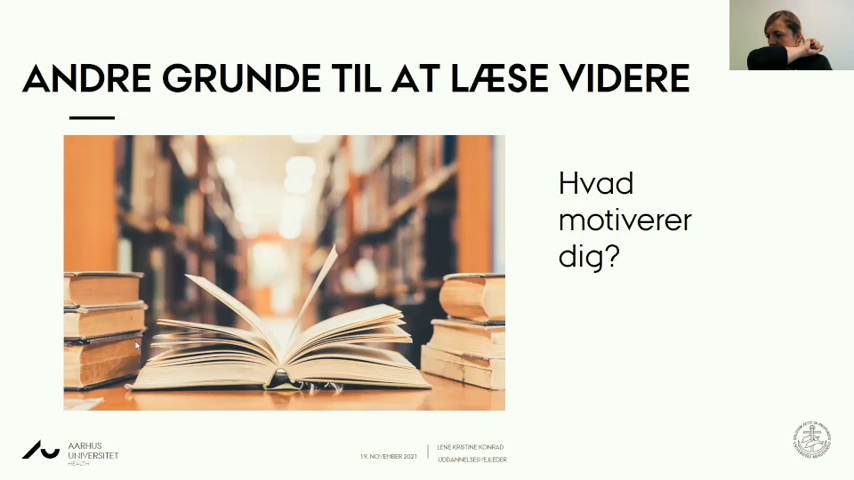 ANDRE GRUNDE TIL AT LÆSE VIDERE
Hvad
motiverer
dig?
AARHUS
UNIVERSITET
HEALTH
19. NOVEMBER 2021
LENE KRISTINE KONRAD
UDDANNELSESVEJLEDER